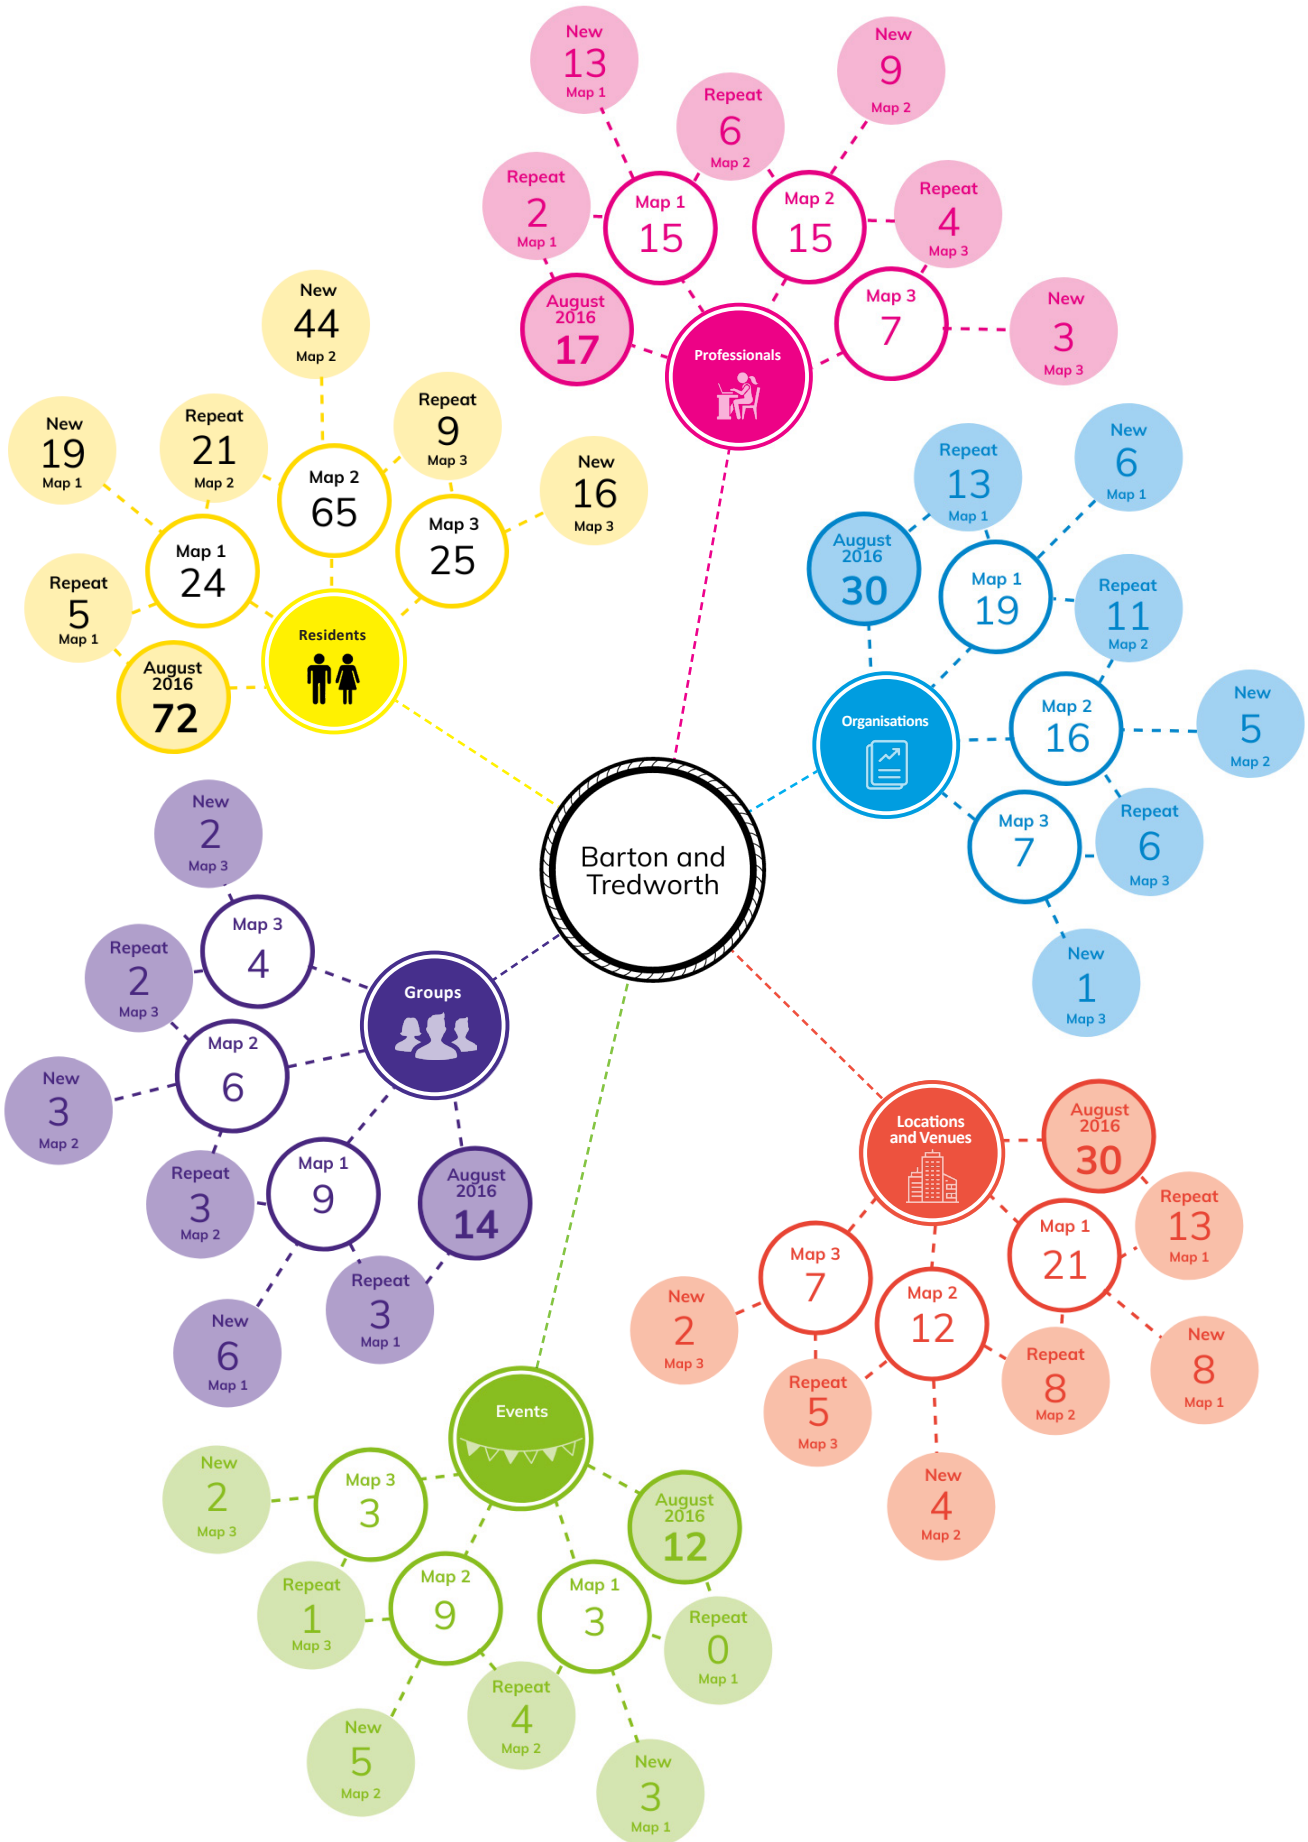 New
13
Map 1
New
9
Map 2
Repeat
6
Map 2
Repeat
2
Map 1
Map 1
15
Map 2
15
Repeat
4
Map 3
August
2016
17
Map 3
7
New
3
Map 3
Professionals
New
44
Map 2
New
19
Map 1
Repeat
21
Map 2
Repeat
9
Map 3
New
16
Map 3
Map 2
65
Map 1
24
Map 3
25
Repeat
5
Map 1
August
2016
72
Residents
Repeat
13
Map 1
New
6
Map 1
August
2016
30
Map 1
19
Repeat
11
Map 2
Organisations
Map 2
16
New
5
Map 2
Map 3
7
Repeat
6
Map 3
New
1
Map 3
Barton and
Tredworth
New
2
Map 3
Map 3
4
Repeat
2
Map 3
Groups
Map 2
6
New
3
Map 2
Repeat
3
Map 2
Map 1
9
August
2016
14
New
6
Map 1
Repeat
3
Map 1
Locations
and Venues
August
2016
30
Repeat
13
Map 1
Map 1
21
Map 3
7
Map 2
12
New
2
Map 3
Repeat
5
Map 3
Repeat
8
Map 2
New
8
Map 1
New
4
Map 2
Events
New
2
Map 3
Map 3
3
August
2016
12
Repeat
1
Map 3
Map 2
9
Map 1
3
Repeat
0
Map 1
New
5
Map 2
Repeat
4
Map 2
New
3
Map 1